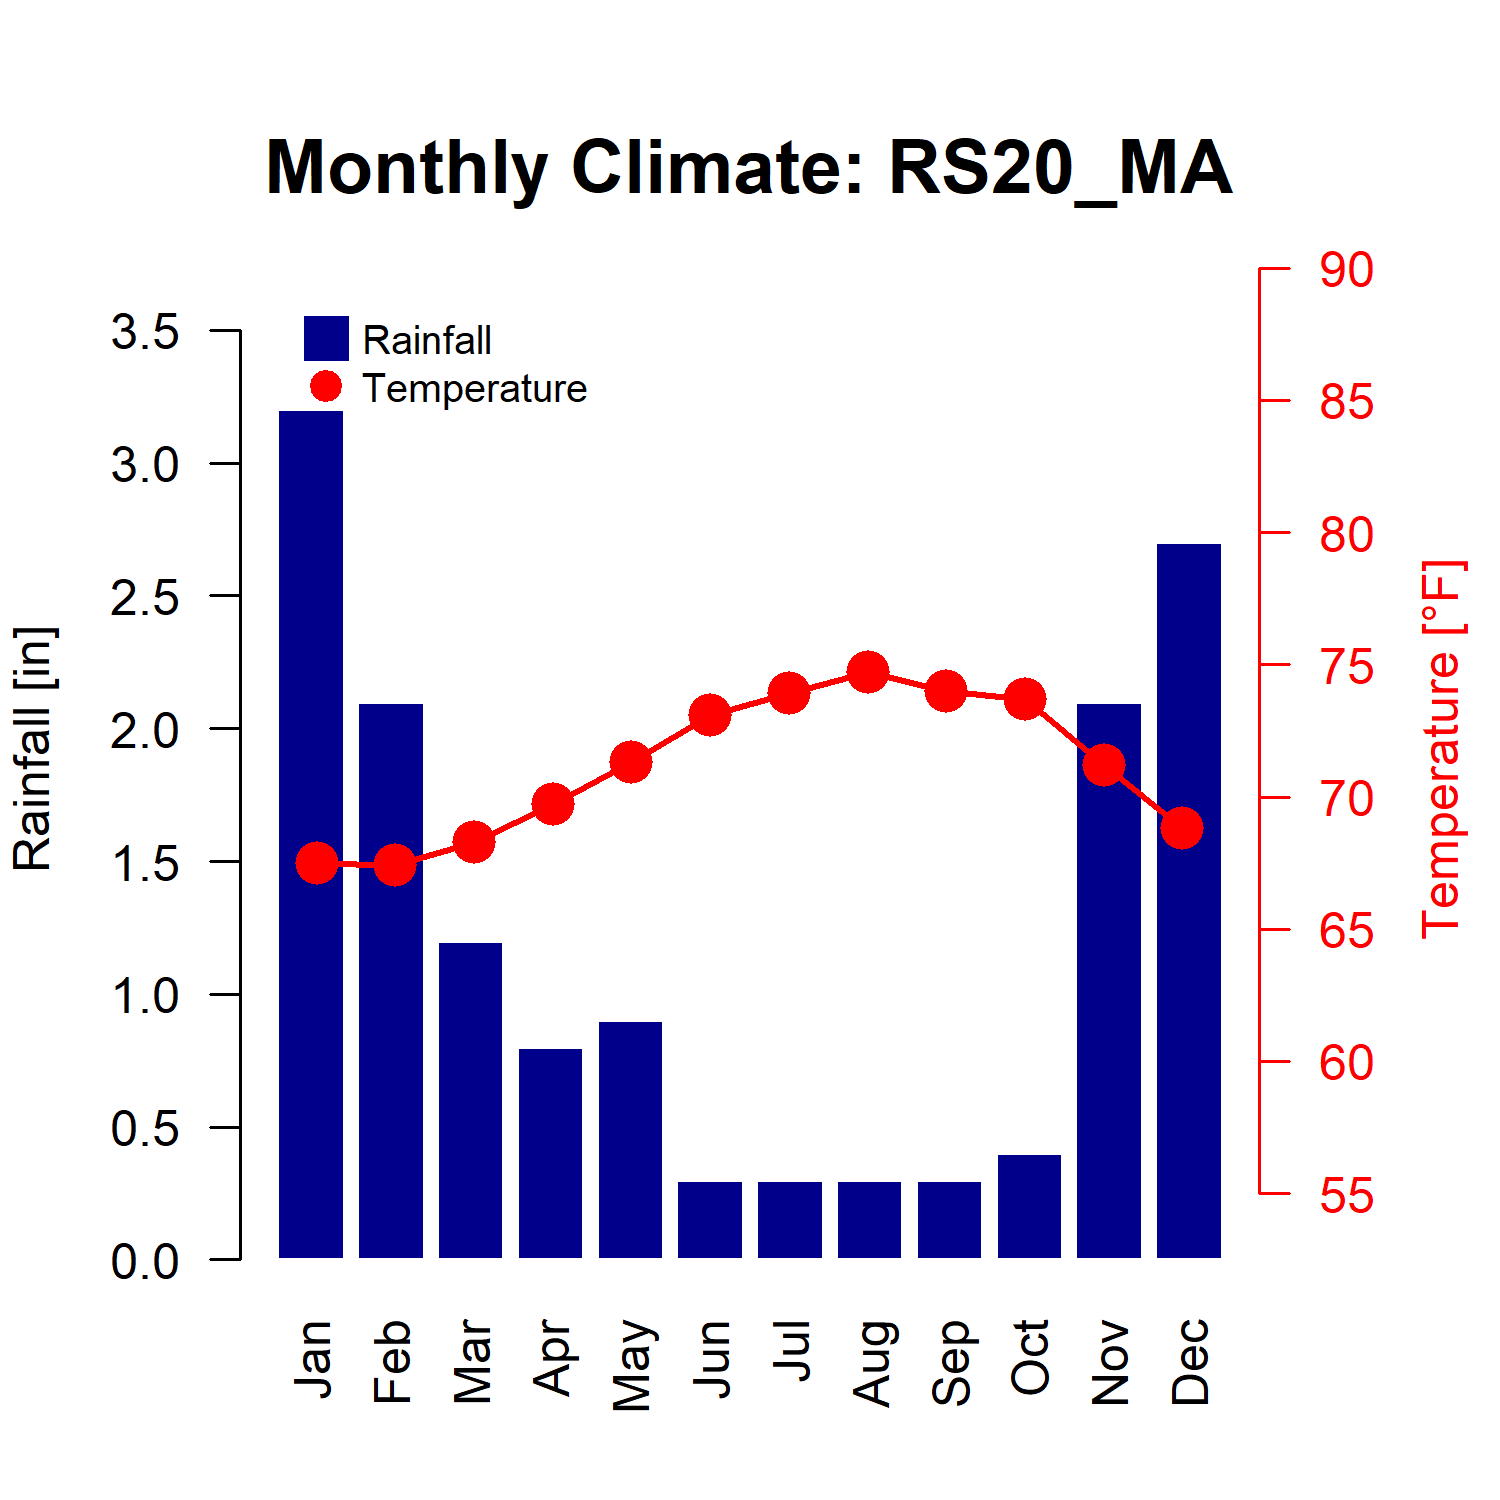 Monthly Climate: RS20_MA
Rainfall
Temperature
Rainfall [in]
3.5
3.0
2.5
2.0
1.5
1.0
0.5
0.0
90
85
80
75
70
65
60
55
Temperature [°F]
Jan Feb Mar Apr May Jun Jul Aug Sep Oct Nov Dec